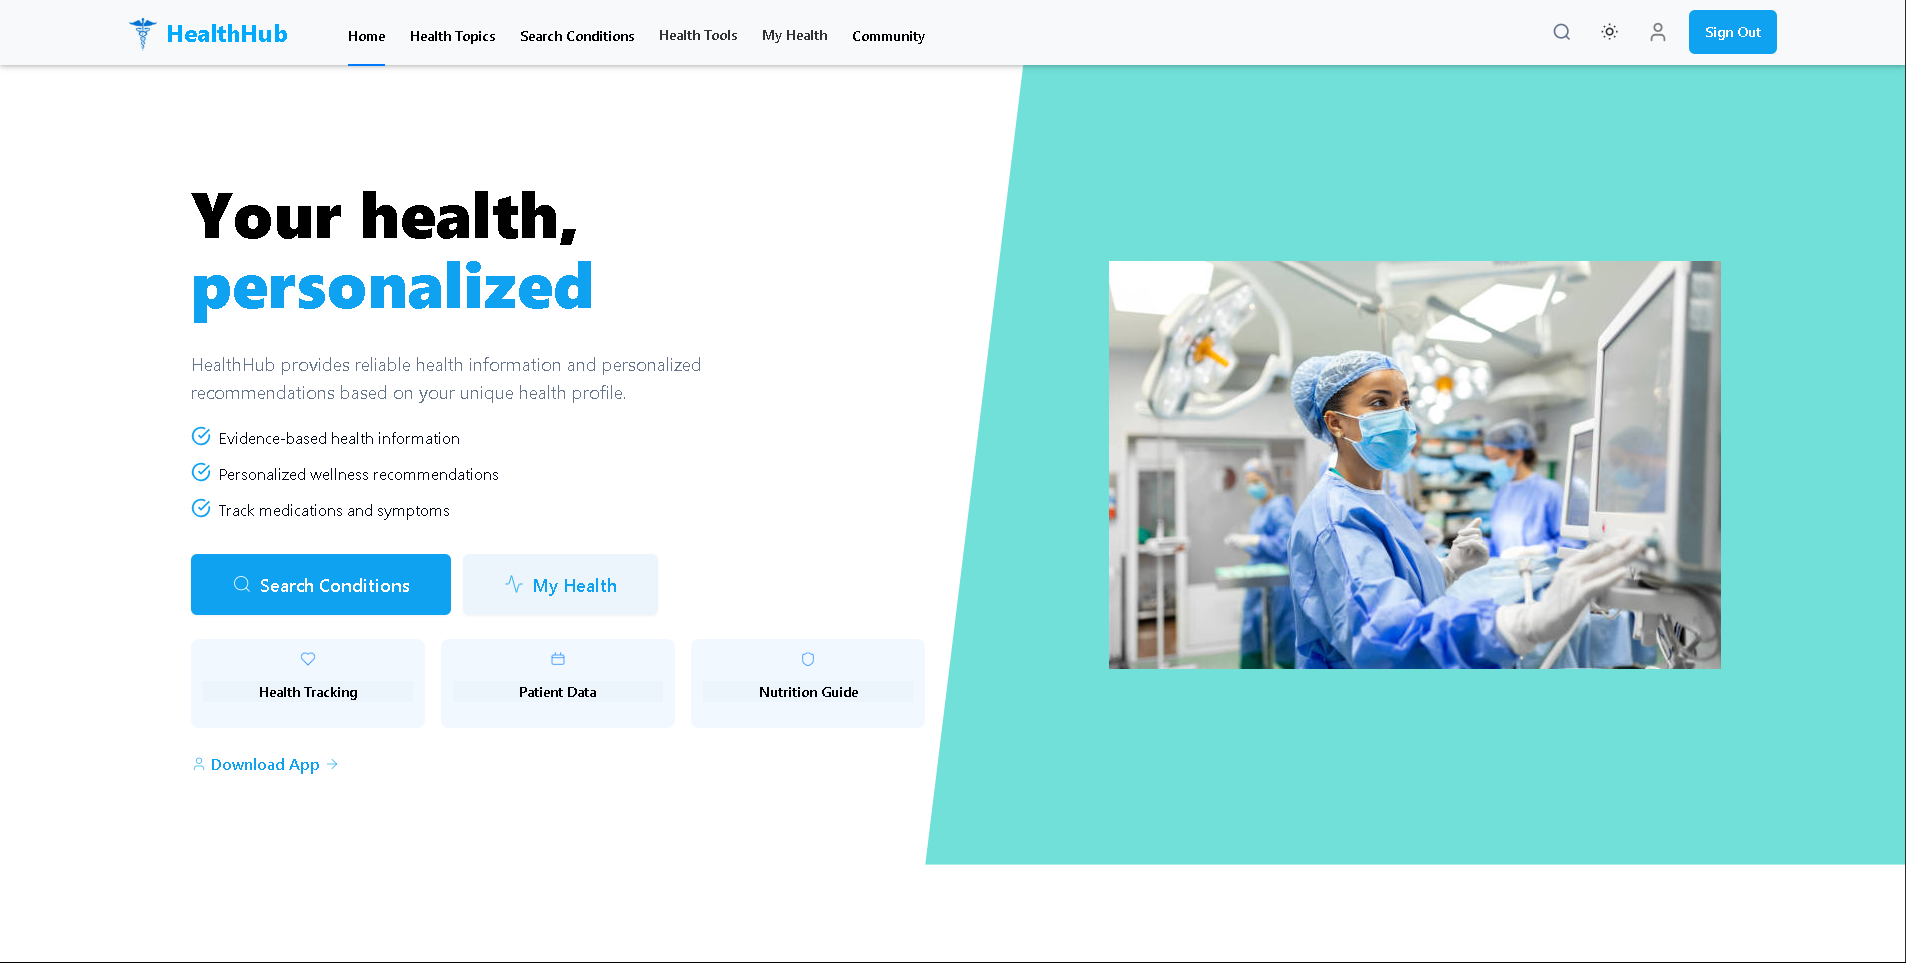 HealthHub
Home Health Topics Search Conditions Health Tools My Health Community
Sign Out
Your health,
personalized
HealthHub provides reliable health information and personalized
recommendations based on your unique health profile.
Evidence-based health information
Personalized wellness recommendations
Track medications and symptoms
Search Conditions My Health
Health Tracking Patient Data Nutrition Guide
Download App